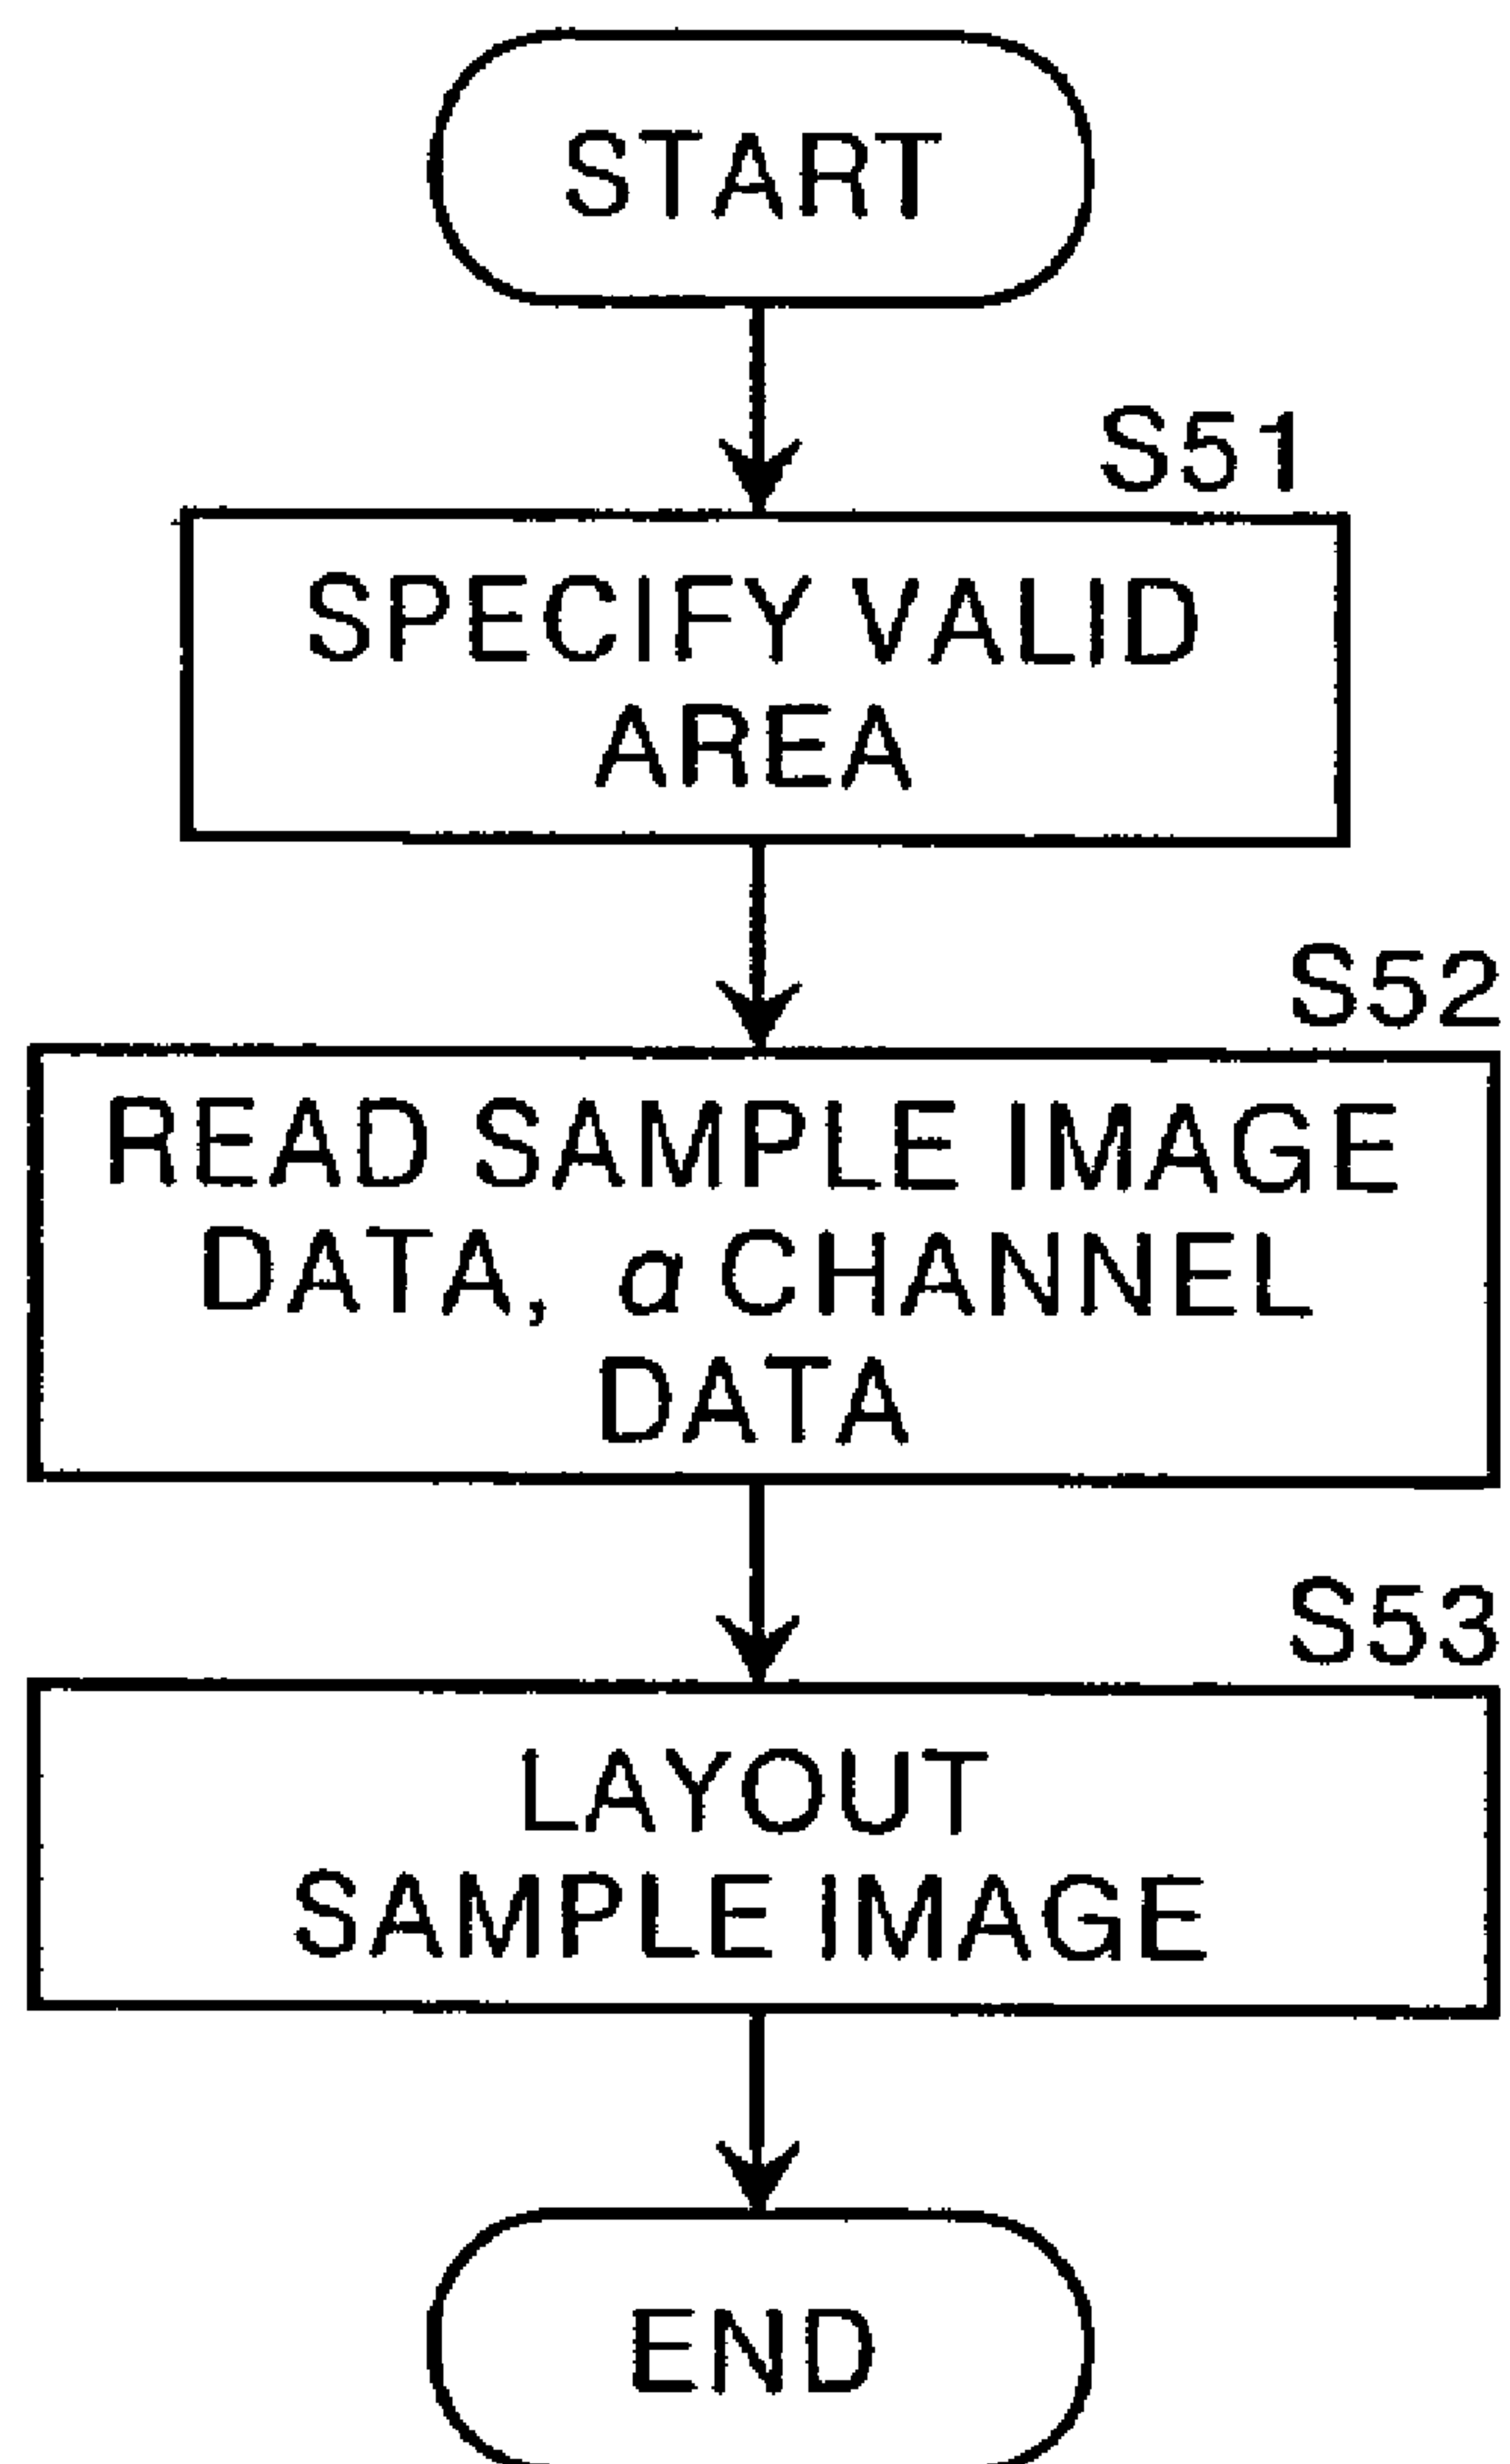 START
S51
SPECIFY VALID
AREA
S52
READ SAMPLE IMAGE
DATA, α CHANNEL
DATA
S53
LAYOUT
SAMPLE IMAGE
END